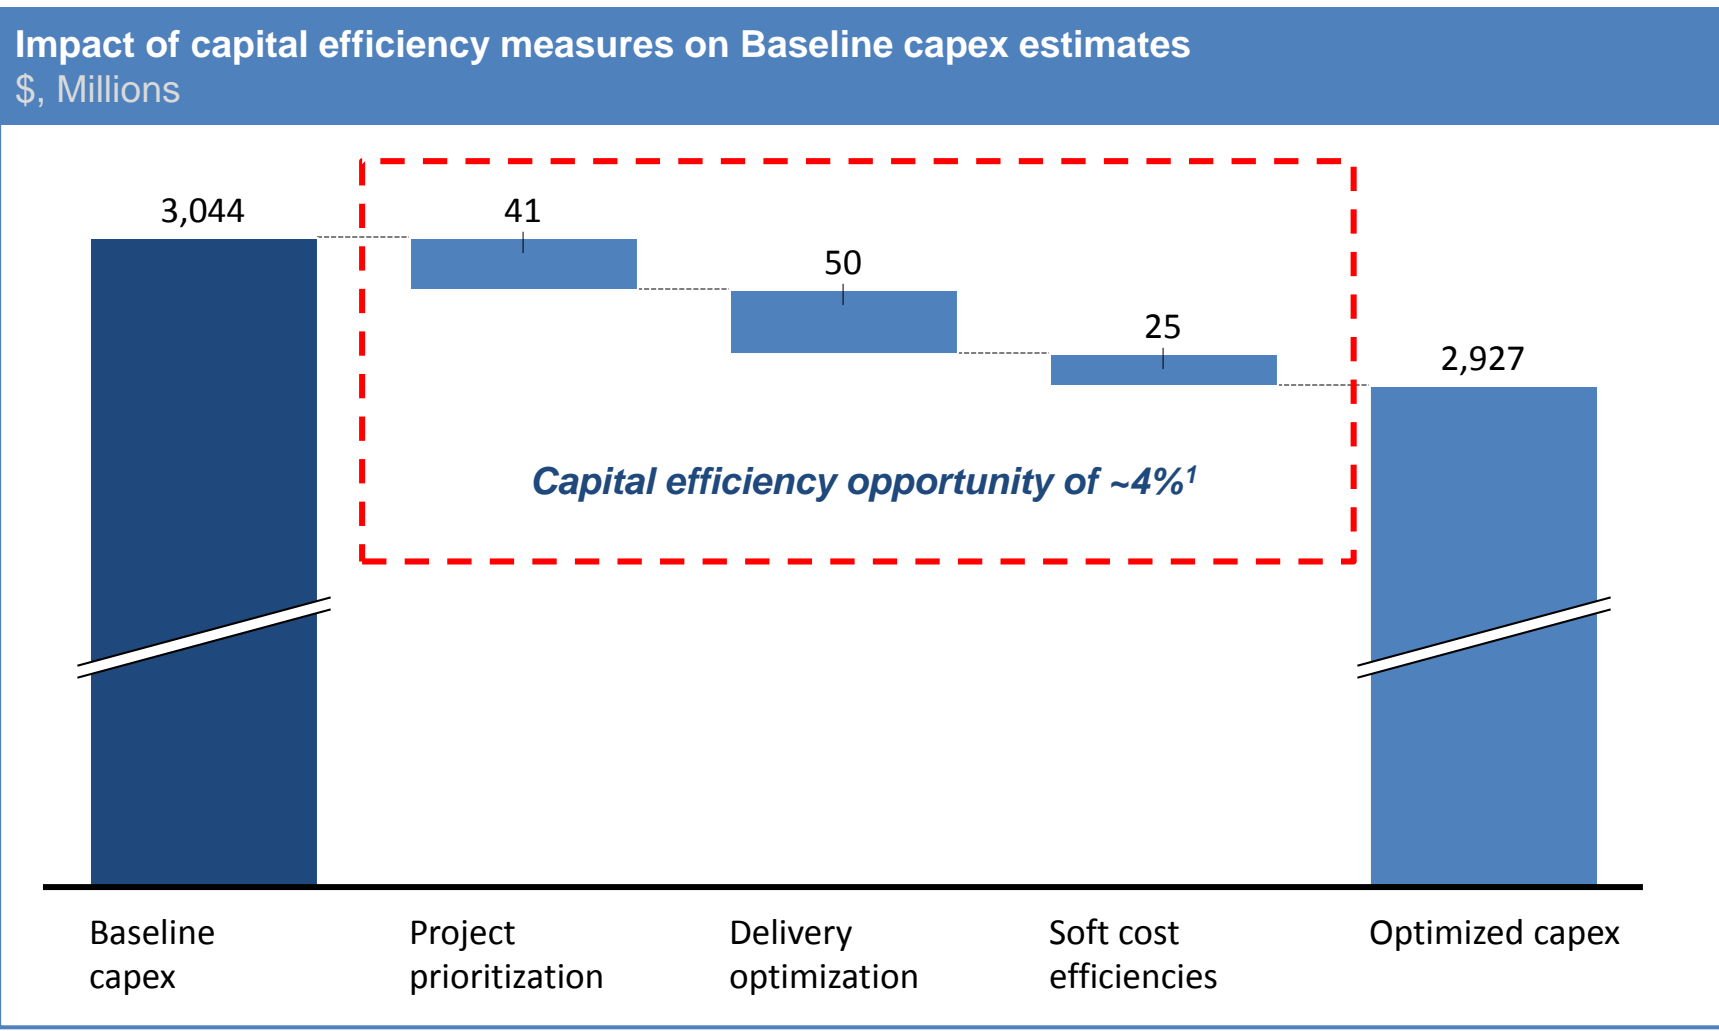 Impact of capital efficiency measures on Baseline capex estimates
$, Millions
3,044
41
50
25
2,927
Capital efficiency opportunity of ~4%¹
Baseline
capex
Project
prioritization
Delivery
optimization
Soft cost
efficiencies
Optimized capex